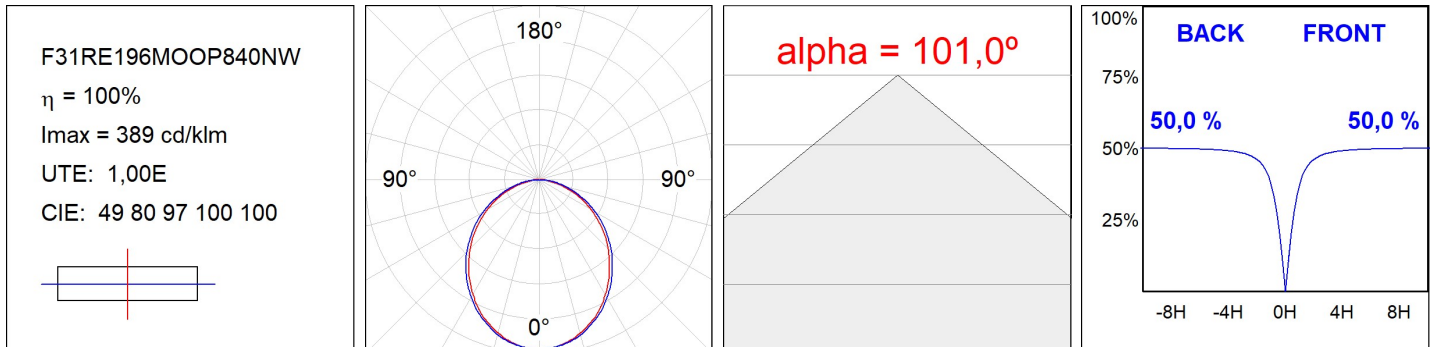 F31RE196MOOP840NW
η = 100%
Imax = 389 cd/klm
UTE: 1,00E
CIE: 49 80 97 100 100
180°
90° 90°
0°
alpha = 101,0º
100%
BACK FRONT
75%
50,0 % 50,0 %
50%
25%
-8H -4H 0H 4H 8H